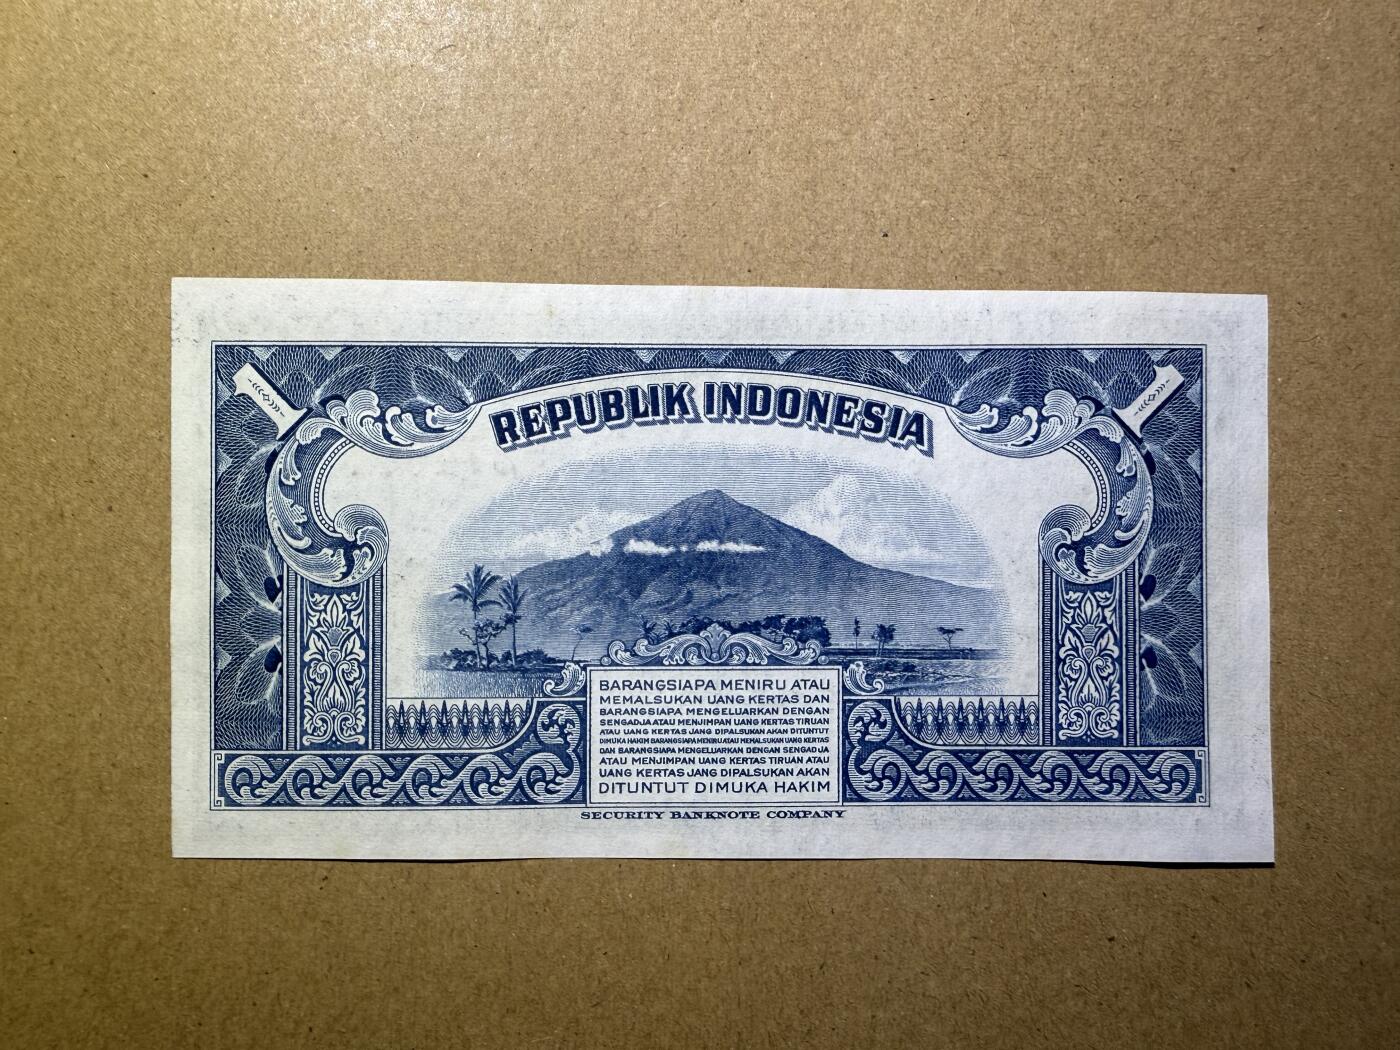 1
1
REPUBLIK INDONESIA
BARANGSIAPA MENIRU ATAU
MEMALSUKAN UANG KERTAS DAN
BARANGSIAPA MENGELUARKAN DENGAN
SENGADJA ATAU MENJIMPAN UANG KERTAS TIRUAN
ATAU UANG KERTAS JANG DIPALSUKAN AKAN DITUNTUT
DIMUKA HAKIM BARANGSIAPA MENIRU ATAU MEMALSUKAN UANG KERTAS
DAN BARANGSIAPA MENGELUARKAN DENGAN SENGADJA
ATAU MENJIMPAN UANG KERTAS TIRUAN ATAU
UANG KERTAS JANG DIPALSUKAN AKAN
DITUNTUT DIMUKA HAKIM
SECURITY BANKNOTE COMPANY